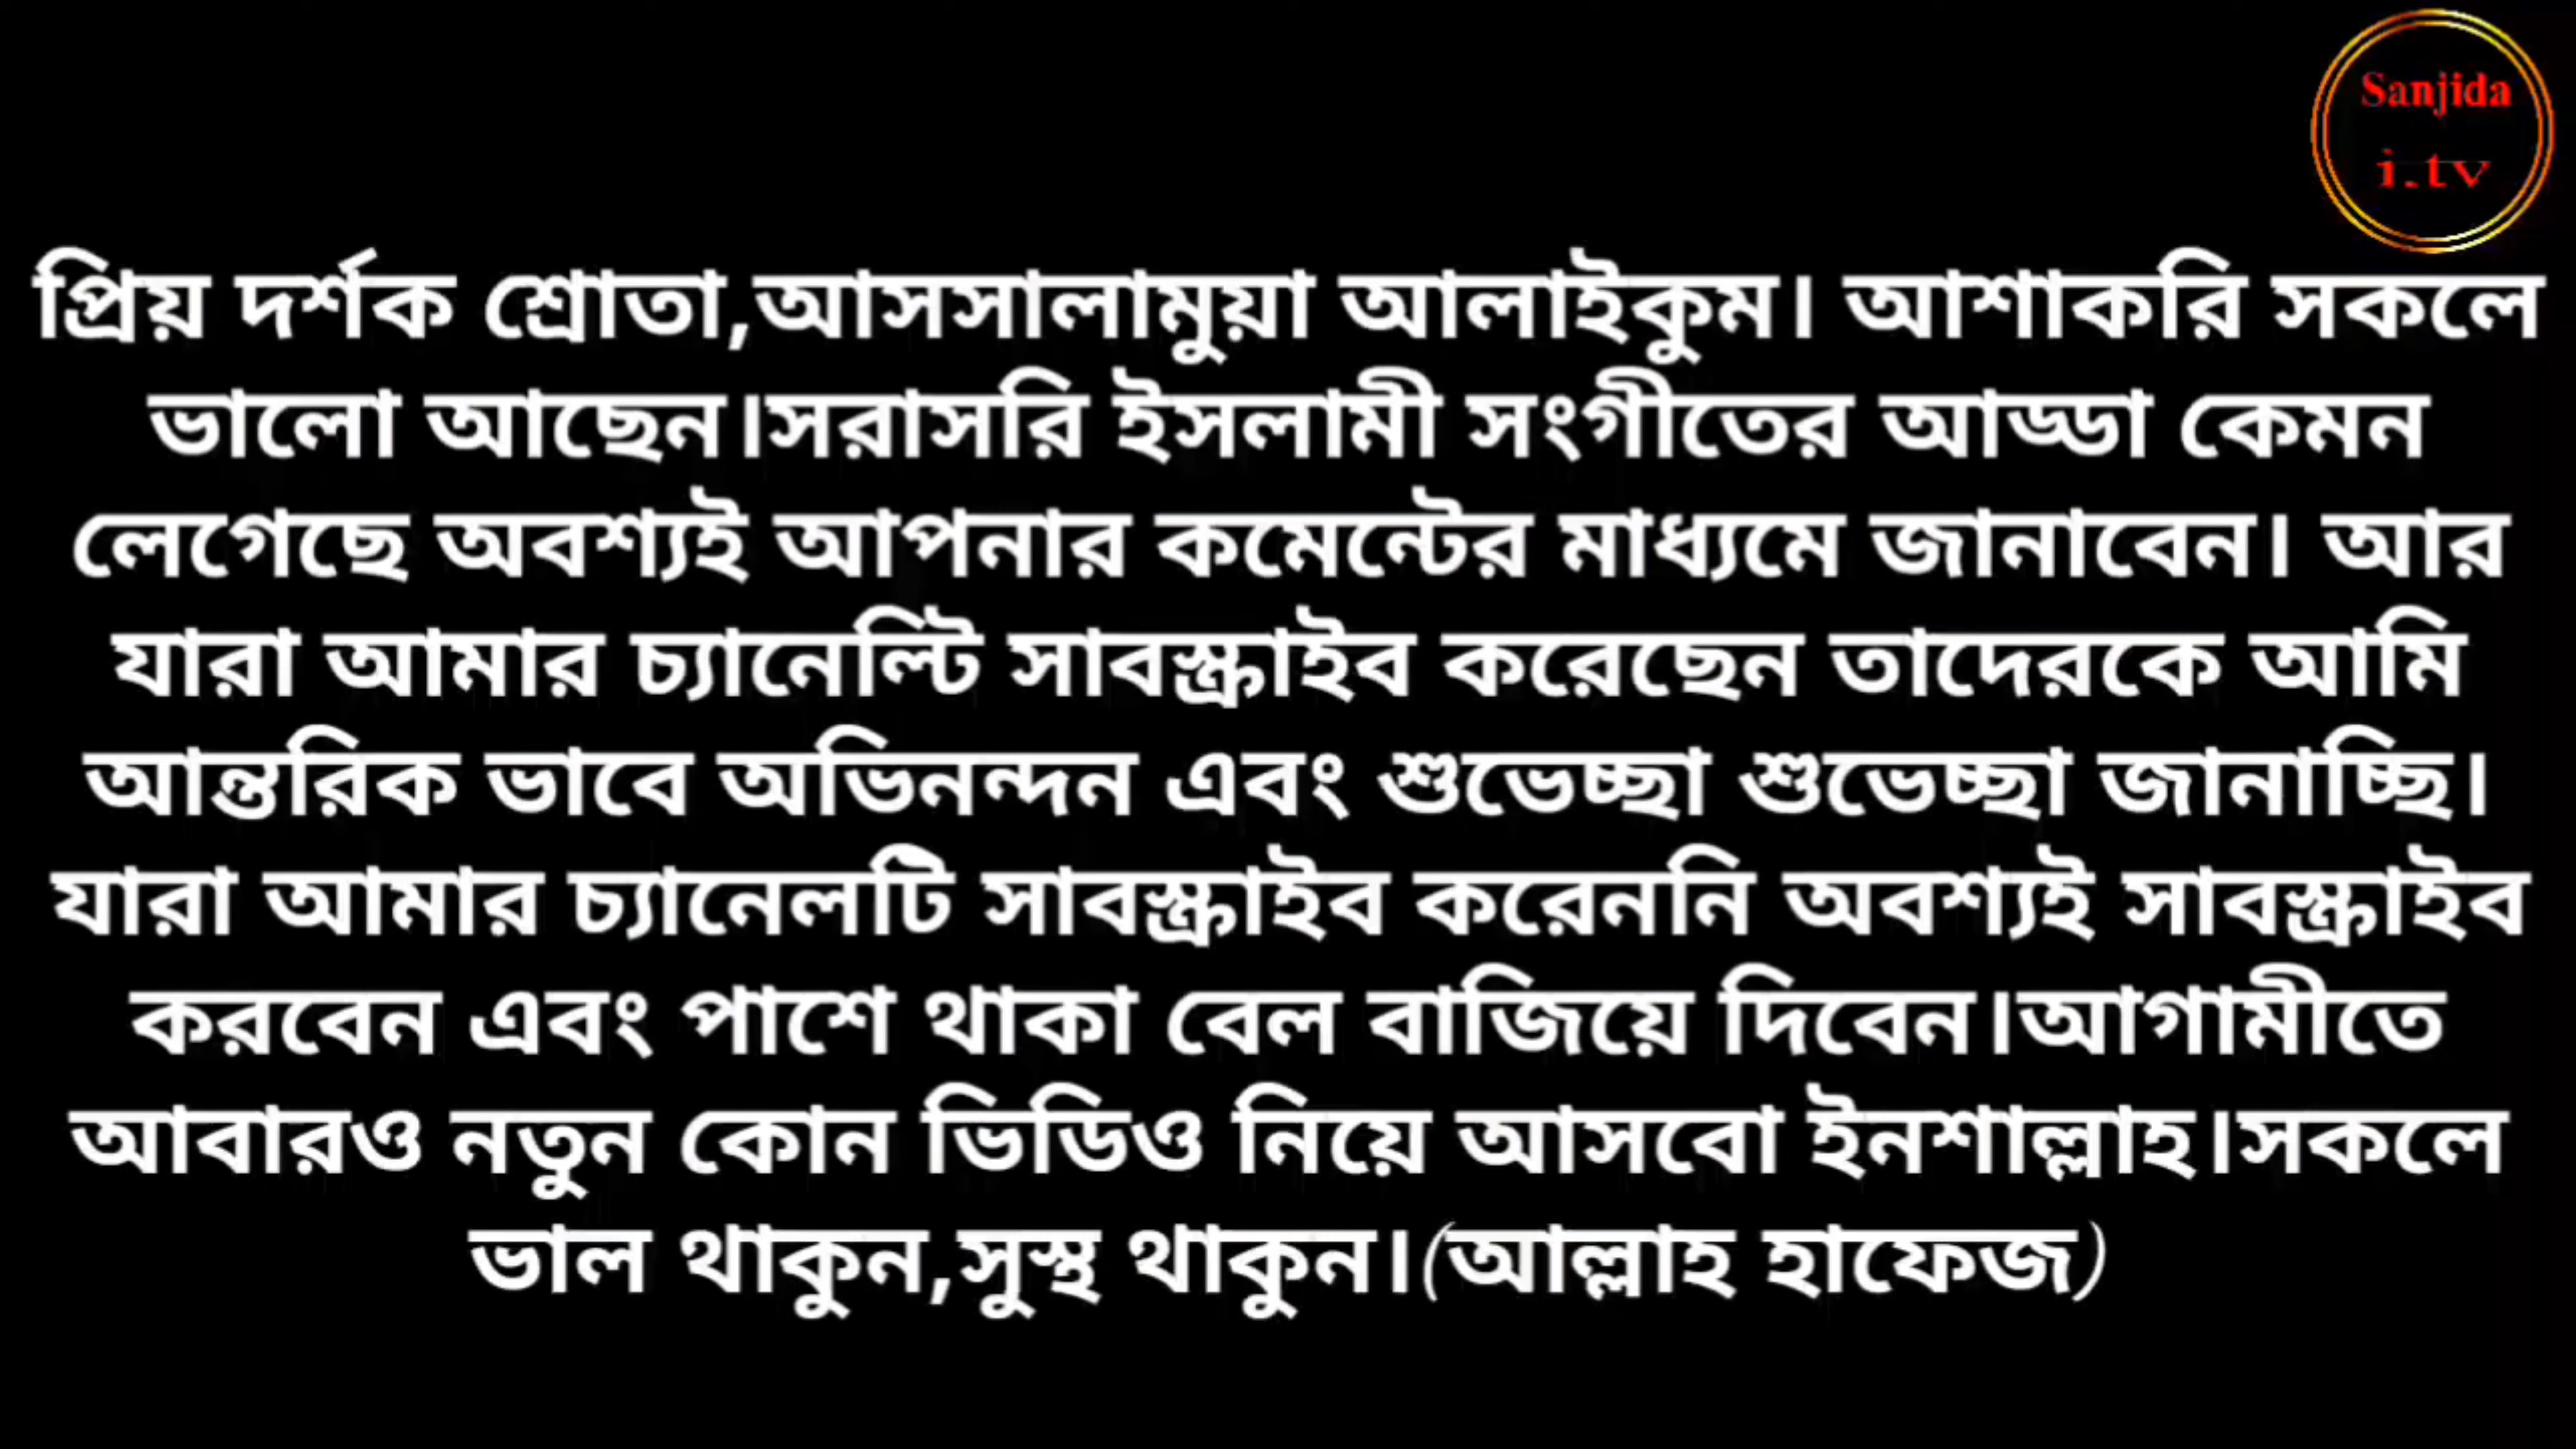 Sanjida
i.tv
প্রিয় দর্শক শ্রোতা,আসসালামুয়া আলাইকুম। আশাকরি সকলে
ভালো আছেন।সরাসরি ইসলামী সংগীতের আড্ডা কেমন
লেগেছে অবশ্যই আপনার কমেন্টের মাধ্যমে জানাবেন। আর
যারা আমার চ্যানেল্টি সাবস্ক্রাইব করেছেন তাদেরকে আমি
আন্তরিক ভাবে অভিনন্দন এবং শুভেচ্ছা শুভেচ্ছা জানাচ্ছি।
যারা আমার চ্যানেলটি সাবস্ক্রাইব করেননি অবশ্যই সাবস্ক্রাইব
করবেন এবং পাশে থাকা বেল বাজিয়ে দিবেন।আগামীতে
আবারও নতুন কোন ভিডিও নিয়ে আসবো ইনশাল্লাহ।সকলে
ভাল থাকুন,সুস্থ থাকুন।(আল্লাহ হাফেজ)